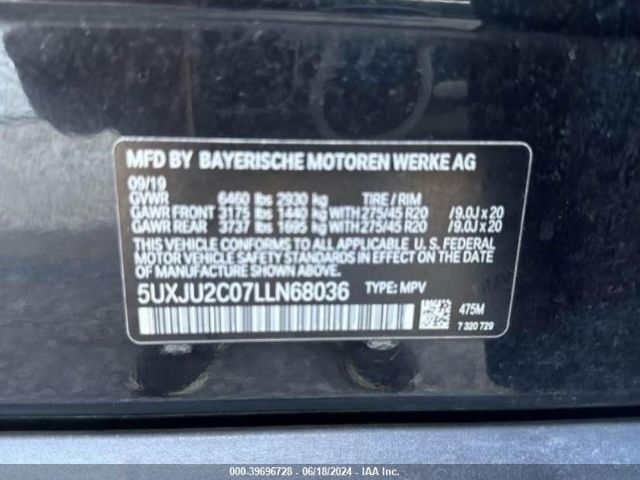 MFD BY BAYERISCHE MOTOREN WERKE AG
09/19
GVWR 6460 lbs 2930 kg TIRE / RIM
GAWR FRONT 3175 lbs 1440 kg WITH 275/45 R20 / 9.0J x 20
GAWR REAR 3737 lbs 1695 kg WITH 275/45 R20 / 9.0J x 20
THIS VEHICLE CONFORMS TO ALL APPLICABLE U. S. FEDERAL
MOTOR VEHICLE SAFETY STANDARDS IN EFFECT ON THE DATE
OF MANUFACTURE SHOWN ABOVE.
5UXJU2C07LLN68036 TYPE: MPV
475M
7 320 729
000-39696728 - 06/18/2024 - IAA Inc.